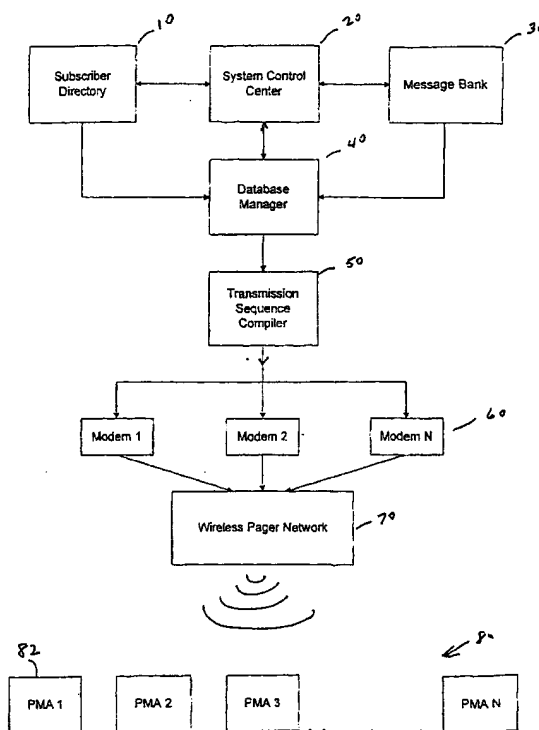 10
20
30
Subscriber
Directory
System Control
Center
Message Bank
40
Database
Manager
50
Transmission
Sequence
Compiler
Modem 1
Modem 2
Modem N
60
Wireless Pager Network
70
82
80
PMA 1
PMA 2
PMA 3
PMA N